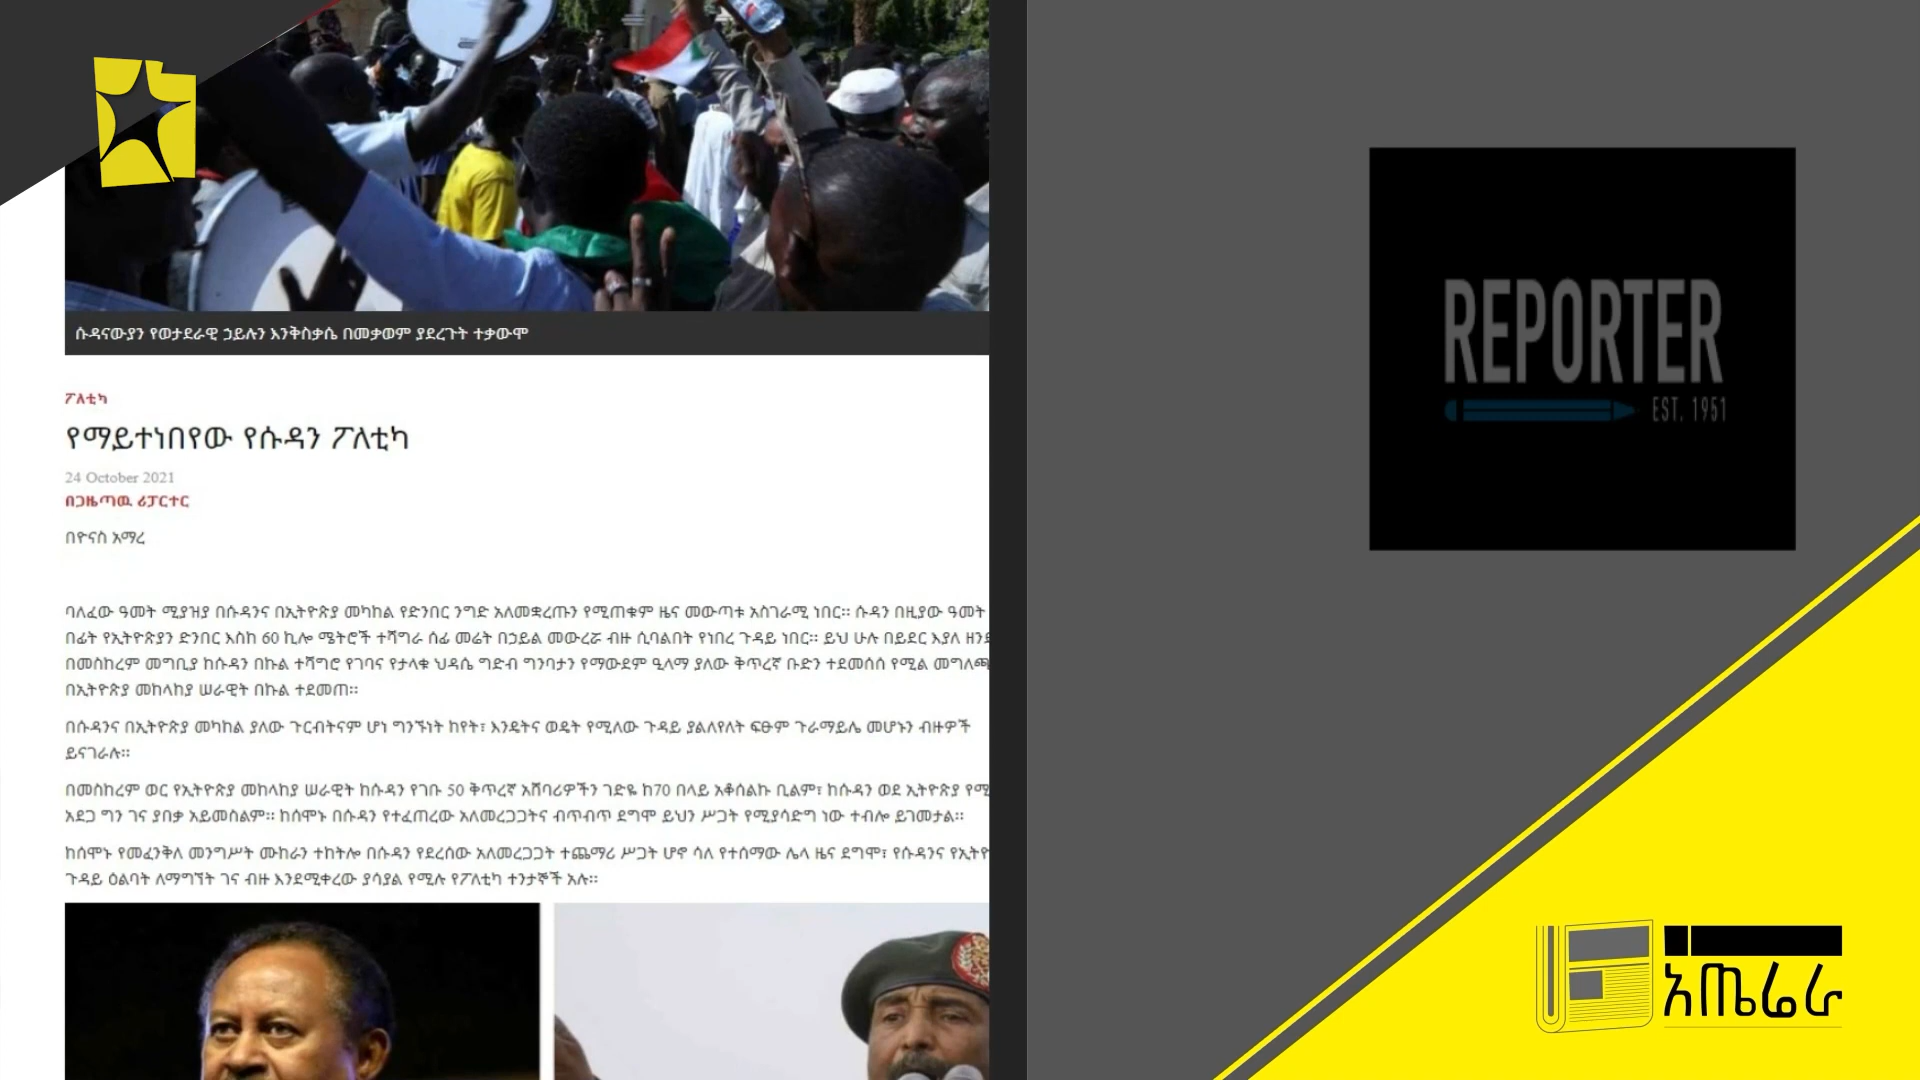 ሱዳናውያን የወታደራዊ ኃይሉን እንቅስቃሴ በመቃወም ያደረጉት ተቃውሞ
ፖለቲካ
የማይተነበየው የሱዳን ፖለቲካ
24 October 2021
በጋዜጣዉ ሪፓርተር
በዮናስ አማረ
ባለፈው ዓመት ሚያዝያ በሱዳንና በኢትዮጵያ መካከል የድንበር ንግድ አለመቋረጡን የሚጠቁም ዜና መውጣቱ አስገራሚ ነበር፡፡ ሱዳን በዚያው ዓመት
በፊት የኢትዮጵያን ድንበር እስከ 60 ኪሎ ሜትሮች ተሻግራ ሰፊ መሬት በኃይል መውረሯ ብዙ ሲባልበት የነበረ ጉዳይ ነበር፡፡ ይህ ሁሉ በይደር እያለ
በመስከረም መግቢያ ከሱዳን በኩል ተሻግሮ የገባና የታላቁ ህዳሴ ግድብ ግንባታን የማውደም ዒላማ ያለው ቅጥረኛ ቡድን ተደመሰሰ የሚል
በኢትዮጵያ መከላከያ ሠራዊት በኩል ተደመጠ፡፡
በሱዳንና በኢትዮጵያ መካከል ያለው ጉርብትናም ሆነ ግንኙነት ከየት፣ እንዴትና ወዴት የሚለው ጉዳይ ያልለየለት ፍፁም ጉራማይሌ መሆኑን ብዙዎች
ይናገራሉ፡፡
በመስከረም ወር የኢትዮጵያ መከላከያ ሠራዊት ከሱዳን የገቡ 50 ቅጥረኛ አሸባሪዎችን ገድዬ ከ70 በላይ አቆሰልኩ ቢልም፣ ከሱዳን ወደ ኢትዮጵያ የሚ
አደጋ ግን ገና ያበቃ አይመስልም፡፡ ከሰሞኑ በሱዳን የተፈጠረው አለመረጋጋትና ብጥብጥ ደግሞ ይህን ሥጋት የሚያሳድግ ነው ተብሎ ይገመታል፡፡
ከሰሞኑ የመፈንቅለ መንግሥት ሙከራን ተከትሎ በሱዳን የደረሰው አለመረጋጋት ተጨማሪ ሥጋት ሆኖ ሳለ የተሰማው ሌላ ዜና ደግሞ፣ የሱዳንና የኢትዮ
ጉዳይ ዕልባት ለማግኘት ገና ብዙ እንደሚቀረው ያሳያል የሚሉ የፖለቲካ ተንታኞች አሉ፡፡
REPORTER
EST. 1951
አጤሬራ